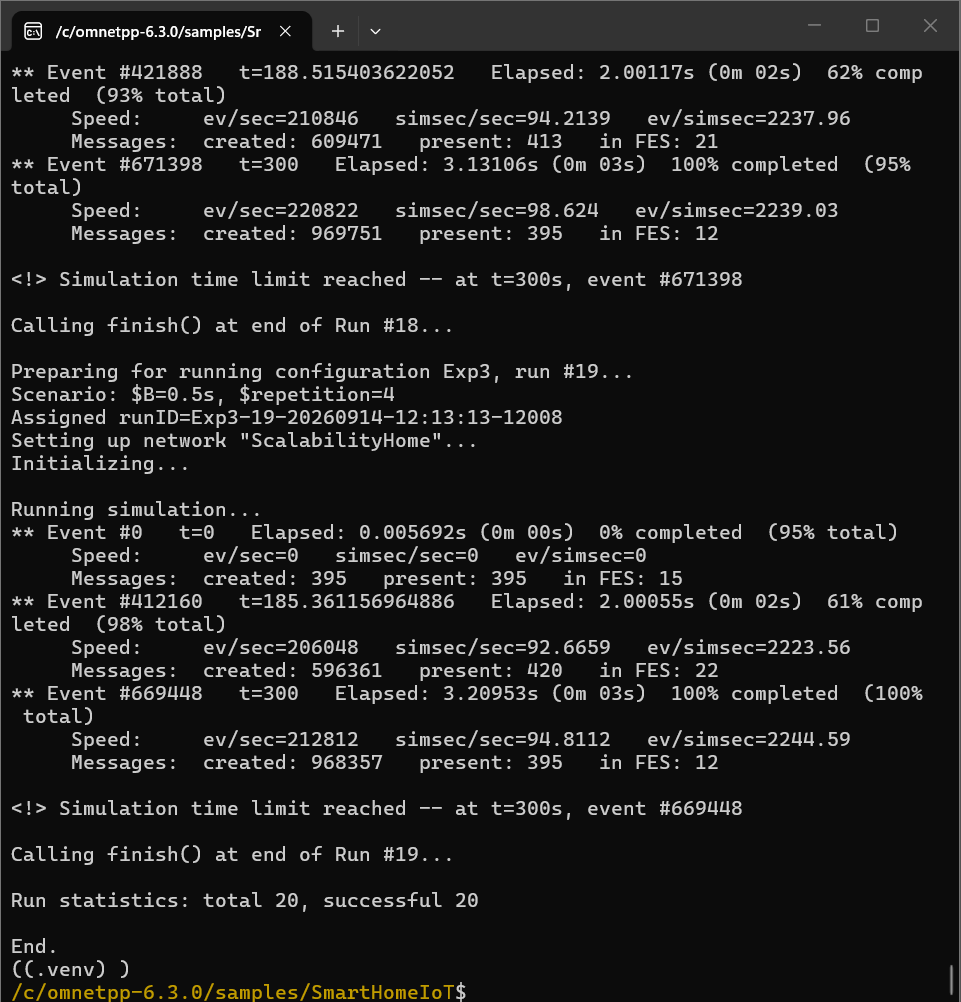 /c/omnetpp-6.3.0/samples/Sr
** Event #421888   t=188.515403622052   Elapsed: 2.00117s (0m 02s)  62% comp
leted  (93% total)
     Speed:     ev/sec=210846   simsec/sec=94.2139   ev/simsec=2237.96
     Messages:  created: 609471   present: 413   in FES: 21
** Event #671398   t=300   Elapsed: 3.13106s (0m 03s)  100% completed  (95%
total)
     Speed:     ev/sec=220822   simsec/sec=98.624   ev/simsec=2239.03
     Messages:  created: 969751   present: 395   in FES: 12
<!> Simulation time limit reached -- at t=300s, event #671398
Calling finish() at end of Run #18...
Preparing for running configuration Exp3, run #19...
Scenario: $B=0.5s, $repetition=4
Assigned runID=Exp3-19-20260914-12:13:13-12008
Setting up network "ScalabilityHome"...
Initializing...
Running simulation...
** Event #0   t=0   Elapsed: 0.005692s (0m 00s)  0% completed  (95% total)
     Speed:     ev/sec=0   simsec/sec=0   ev/simsec=0
     Messages:  created: 395   present: 395   in FES: 15
** Event #412160   t=185.361156964886   Elapsed: 2.00055s (0m 02s)  61% comp
leted  (98% total)
     Speed:     ev/sec=206048   simsec/sec=92.6659   ev/simsec=2223.56
     Messages:  created: 596361   present: 420   in FES: 22
** Event #669448   t=300   Elapsed: 3.20953s (0m 03s)  100% completed  (100%
 total)
     Speed:     ev/sec=212812   simsec/sec=94.8112   ev/simsec=2244.59
     Messages:  created: 968357   present: 395   in FES: 12
<!> Simulation time limit reached -- at t=300s, event #669448
Calling finish() at end of Run #19...
Run statistics: total 20, successful 20
End.
((.venv) )
/c/omnetpp-6.3.0/samples/SmartHomeIoT$